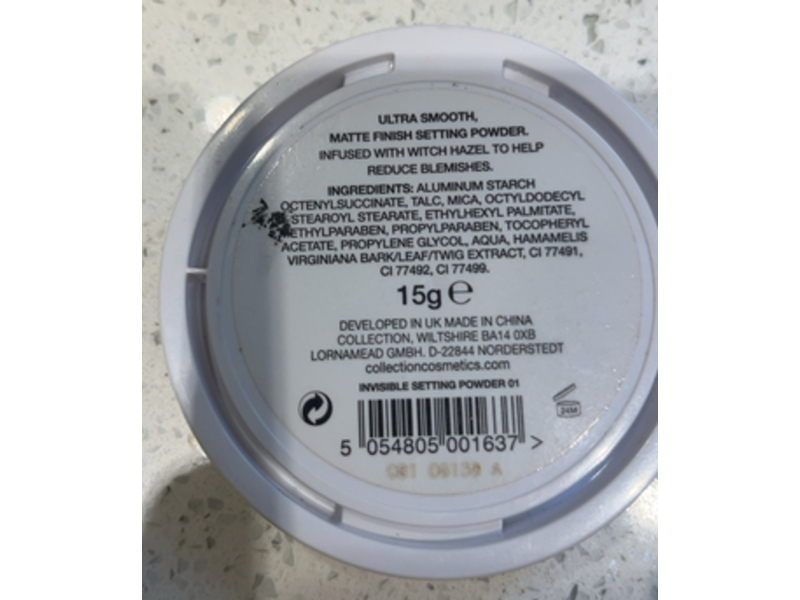 ULTRA SMOOTH,
MATTE FINISH SETTING POWDER.
INFUSED WITH WITCH HAZEL TO HELP
REDUCE BLEMISHES.
INGREDIENTS: ALUMINUM STARCH
OCTENYLSUCCINATE, TALC, MICA, OCTYLDODECYL
STEAROYL STEARATE, ETHYLHEXYL PALMITATE,
METHYLPARABEN, PROPYLPARABEN, TOCOPHERYL
ACETATE, PROPYLENE GLYCOL, AQUA, HAMAMELIS
VIRGINIANA BARK/LEAF/TWIG EXTRACT, CI 77491,
CI 77492, CI 77499.
15g e
DEVELOPED IN UK MADE IN CHINA
COLLECTION, WILTSHIRE BA14 0XB
LORNAMEAD GMBH. D-22844 NORDERSTEDT
collectioncosmetics.com
INVISIBLE SETTING POWDER 01
24M
5 054805 001637 >